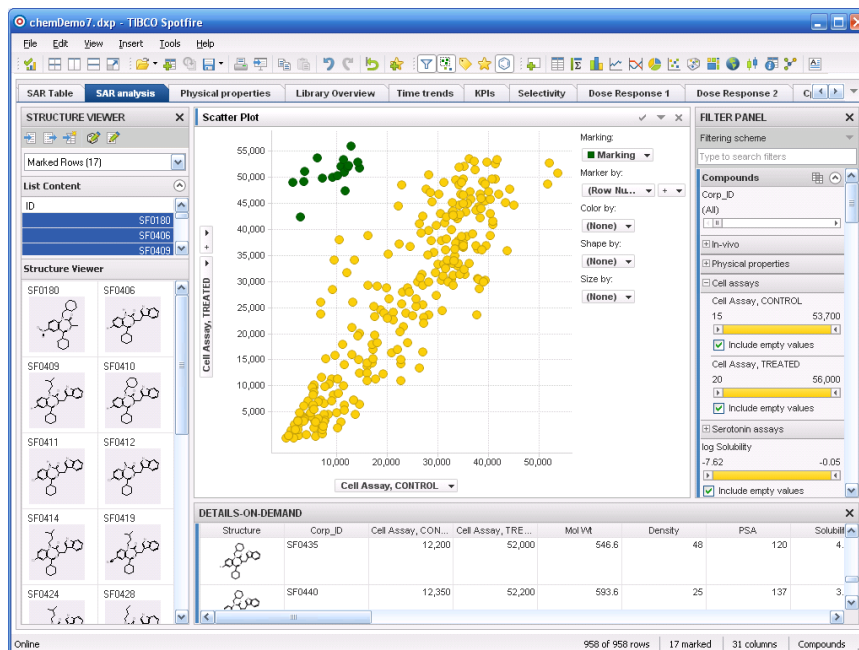 chemDemo7.dxp - TIBCO Spotfire
File Edit View Insert Tools Help
SAR Table SAR analysis Physical properties Library Overview Time trends KPIs Selectivity Dose Response 1 Dose Response 2
STRUCTURE VIEWER
Marked Rows (17)
List Content
ID
SF0180
SF0406
SF0409
Structure Viewer
SF0180 SF0406
SF0409 SF0410
SF0411 SF0412
SF0414 SF0419
SF0424 SF0428
Scatter Plot
55,000
50,000
45,000
40,000
35,000
30,000
25,000
20,000
15,000
10,000
5,000
Cell Assay, TREATED
10,000 20,000 30,000 40,000 50,000
Cell Assay, CONTROL
Marking:
Marking
Marker by:
(Row Nu... +
Color by:
(None)
Shape by:
(None)
Size by:
(None)
FILTER PANEL
Filtering scheme
Type to search filters
Compounds
Corp_ID
(All)
In-vivo
Physical properties
Cell assays
Cell Assay, CONTROL
15 53,700
Include empty values
Cell Assay, TREATED
20 56,000
Include empty values
Serotonin assays
log Solubility
-7.62 -0.05
Include empty values
DETAILS-ON-DEMAND
Structure Corp_ID Cell Assay, CON... Cell Assay, TRE... Mol Wt Density PSA Solubili
SF0435 12,200 52,000 546.6 48 120 4.
SF0440 12,350 52,200 593.6 25 137 3.
Online 958 of 958 rows 17 marked 31 columns Compounds